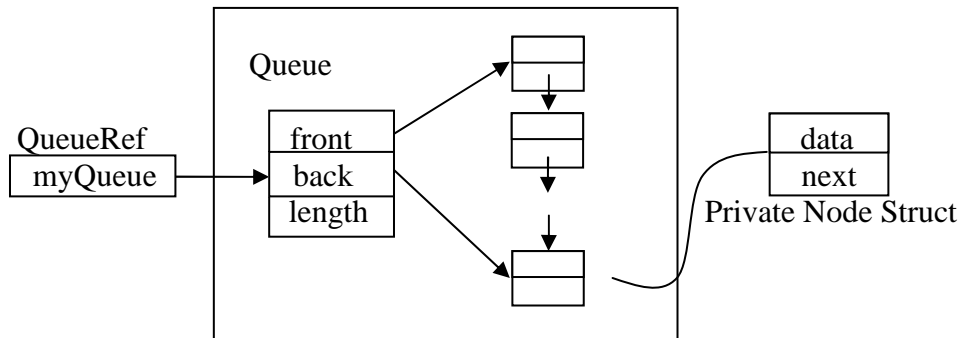 Queue
QueueRef
myQueue
front
back
length
data
next
Private Node Struct